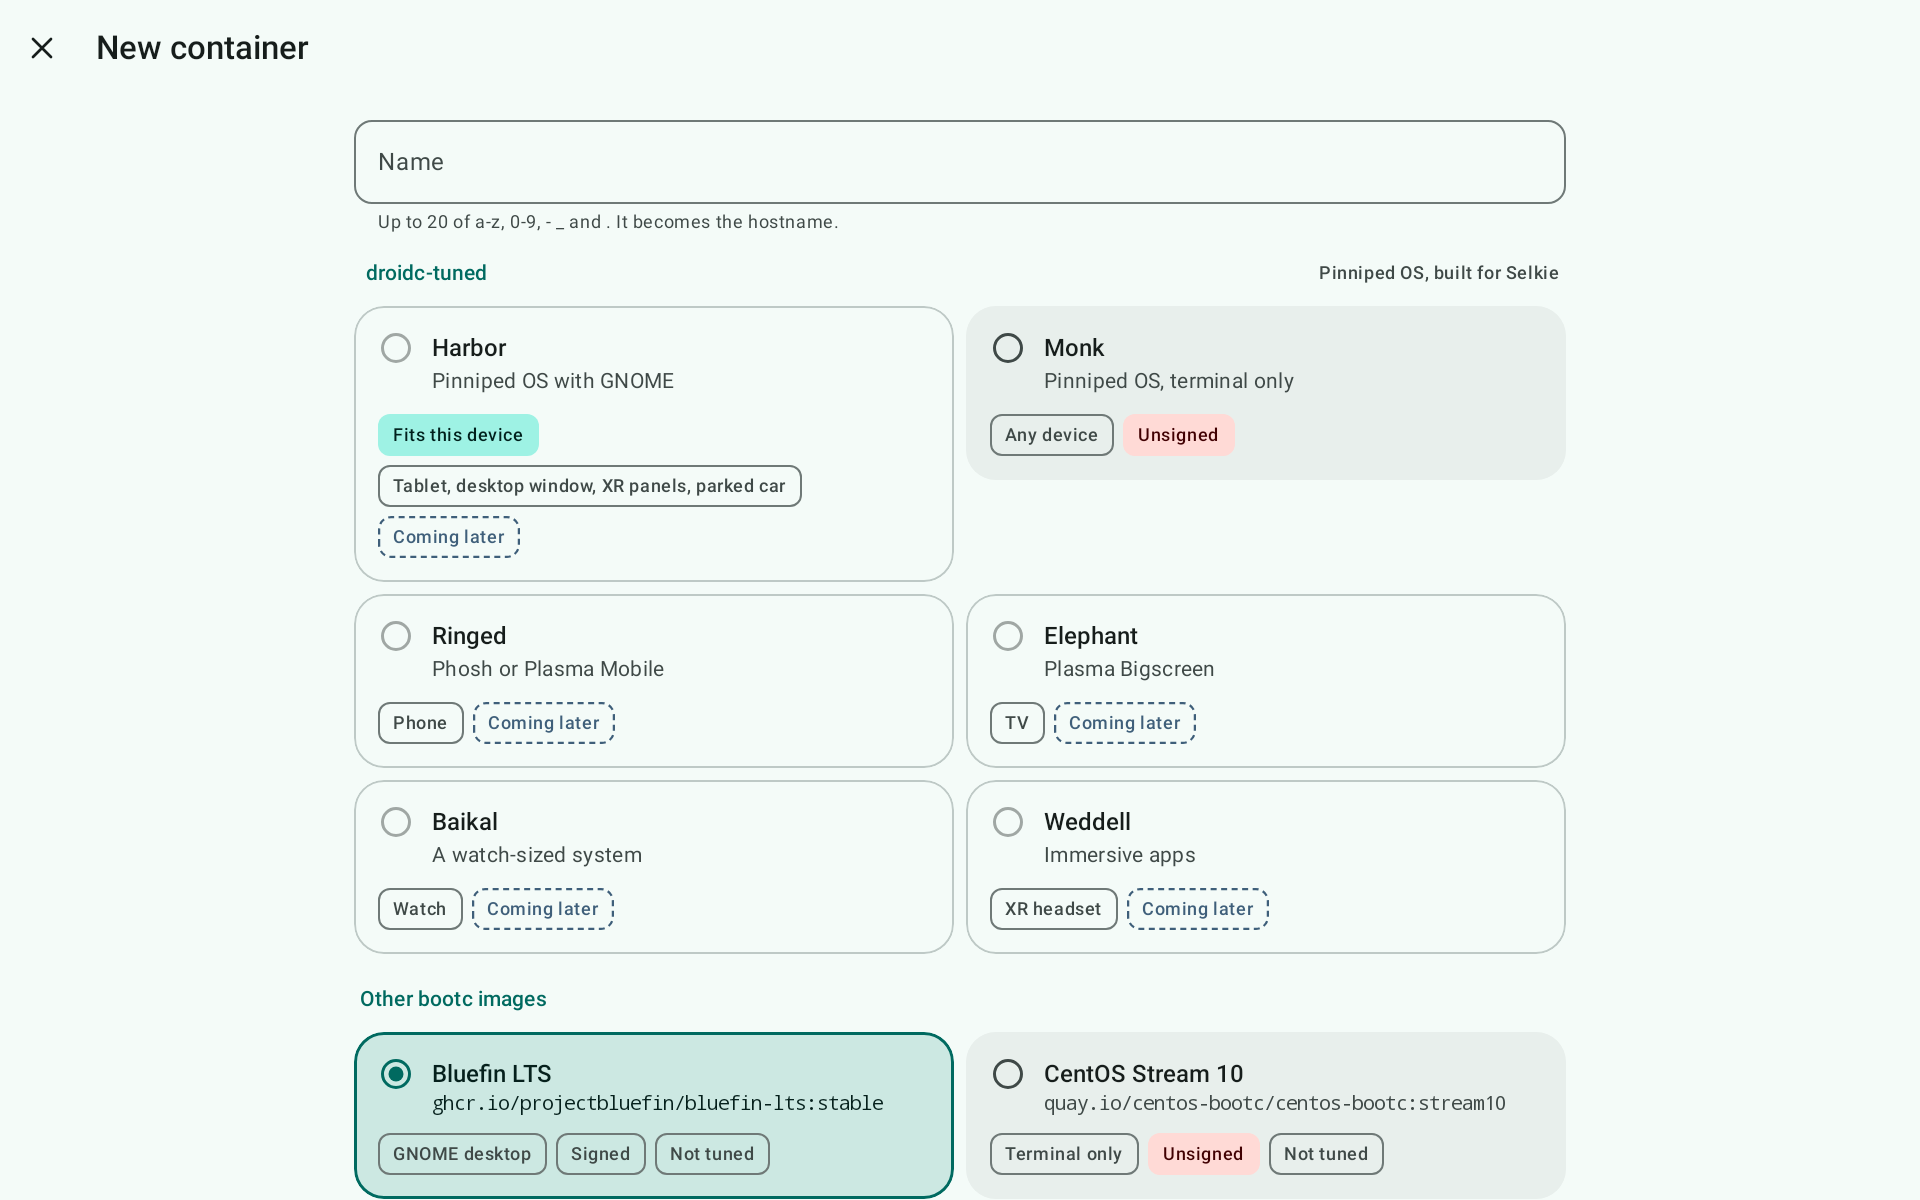 New container
Name
Up to 20 of a-z, 0-9, - _ and . It becomes the hostname.
droidc-tuned
Pinniped OS, built for Selkie
Harbor
Pinniped OS with GNOME
Fits this device
Tablet, desktop window, XR panels, parked car
Coming later
Monk
Pinniped OS, terminal only
Any device
Unsigned
Ringed
Phosh or Plasma Mobile
Phone
Coming later
Elephant
Plasma Bigscreen
TV
Coming later
Baikal
A watch-sized system
Watch
Coming later
Weddell
Immersive apps
XR headset
Coming later
Other bootc images
Bluefin LTS
ghcr.io/projectbluefin/bluefin-lts:stable
GNOME desktop
Signed
Not tuned
CentOS Stream 10
quay.io/centos-bootc/centos-bootc:stream10
Terminal only
Unsigned
Not tuned